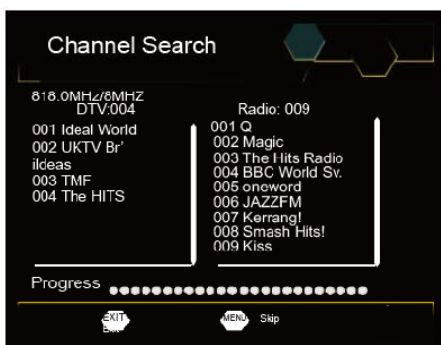 Channel Search
818.0MHz/8MHZ
DTV:004
001 Ideal World
002 UKTV Br'
ildeas
003 TMF
004 The HITS
Radio: 009
001 Q
002 Magic
003 The Hits Radio
004 BBC World Sv.
005 oneword
006 JAZZFM
007 Kerrang!
008 Smash Hits!
009 Kiss
Progress
EXIT
Exit
MENU
Skip